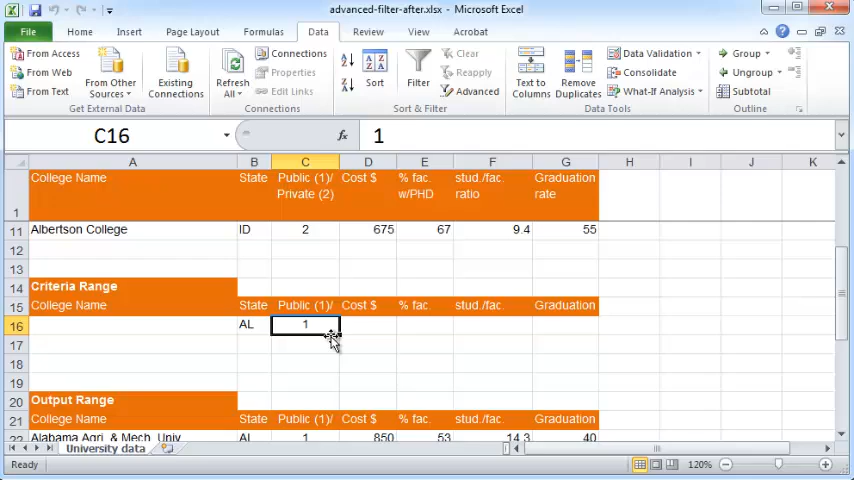 advanced-filter-after.xlsx - Microsoft Excel
File Home Insert Page Layout Formulas Data Review View Acrobat
From Access
From Web
From Text
From Other Sources
Existing Connections
Get External Data
Refresh All
Connections
Properties
Edit Links
Connections
Sort
Filter
Clear
Reapply
Advanced
Sort & Filter
Text to Columns
Remove Duplicates
Data Validation
Consolidate
What-If Analysis
Data Tools
Group
Ungroup
Subtotal
Outline
C16 fx 1
A B C D E F G H I J K
1 College Name State Public (1)/ Private (2) Cost $ % fac. w/PHD stud./fac. ratio Graduation rate
11 Albertson College ID 2 675 67 9.4 55
12
13
14 Criteria Range
15 College Name State Public (1)/ Cost $ % fac. stud./fac. Graduation
16 AL 1
17
18
19
20 Output Range
21 College Name State Public (1)/ Cost $ % fac. stud./fac. Graduation
22 Alabama Agri. & Mech. Univ. AL 1 850 53 14.3 40
University data
Ready 120%